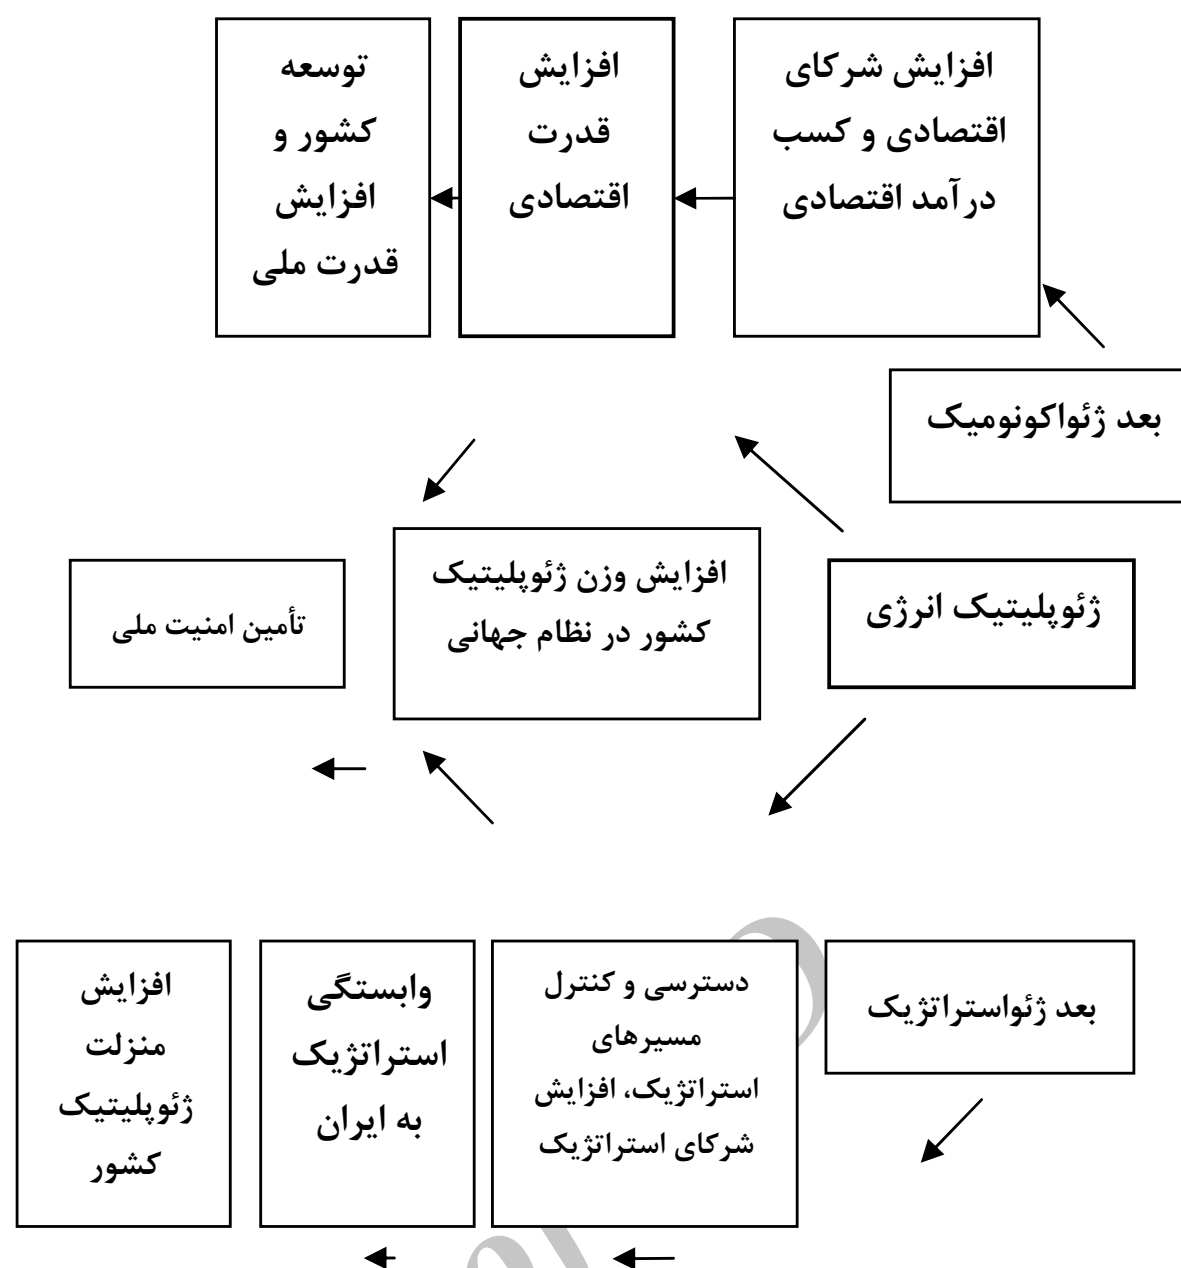 افزایش شرکای
اقتصادی و کسب
درآمد اقتصادی
افزایش
قدرت
اقتصادی
توسعه
کشور و
افزایش
قدرت ملی
بعد ژئواکونومیک
ژئوپلیتیک انرژی
افزایش وزن ژئوپلیتیک
کشور در نظام جهانی
تأمین امنیت ملی
بعد ژئواستراتژیک
دسترسی و کنترل
مسیرهای
استراتژیک، افزایش
شرکای استراتژیک
وابستگی
استراتژیک
به ایران
افزایش
منزلت
ژئوپلیتیک
کشور